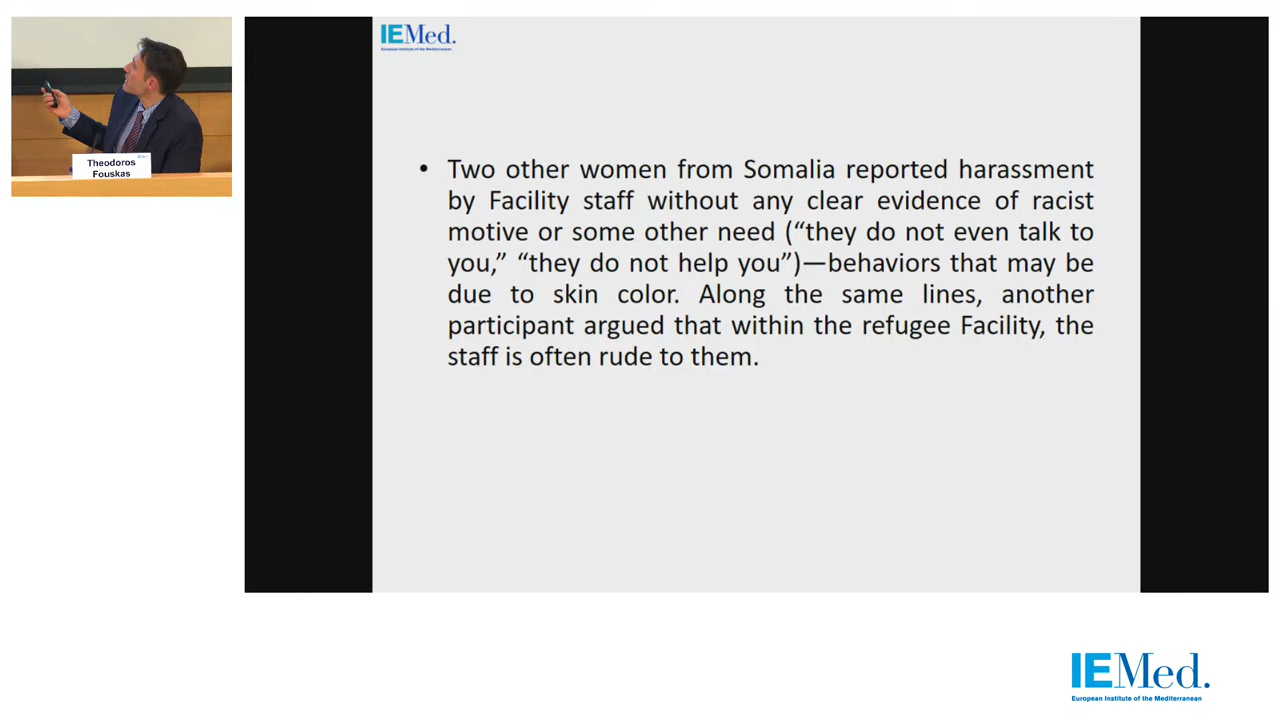 IEMed.
European Institute of the Mediterranean
Theodoros
Fouskas
• Two other women from Somalia reported harassment
by Facility staff without any clear evidence of racist
motive or some other need (“they do not even talk to
you,” “they do not help you”)—behaviors that may be
due to skin color. Along the same lines, another
participant argued that within the refugee Facility, the
staff is often rude to them.
IEMed.
European Institute of the Mediterranean